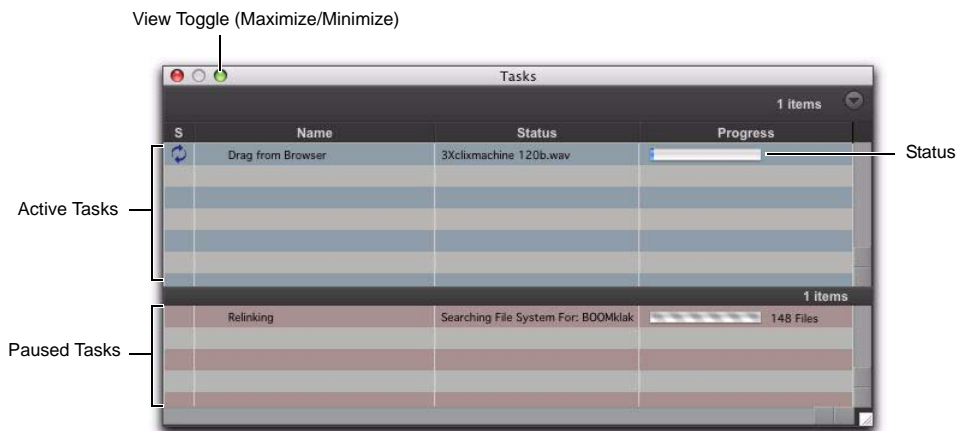 View Toggle (Maximize/Minimize)
Tasks
1 items
S Name Status Progress
Drag from Browser 3Xclixmachine 120b.wav
Status
Active Tasks
1 items
Relinking Searching File System For: BOOMklak 148 Files
Paused Tasks